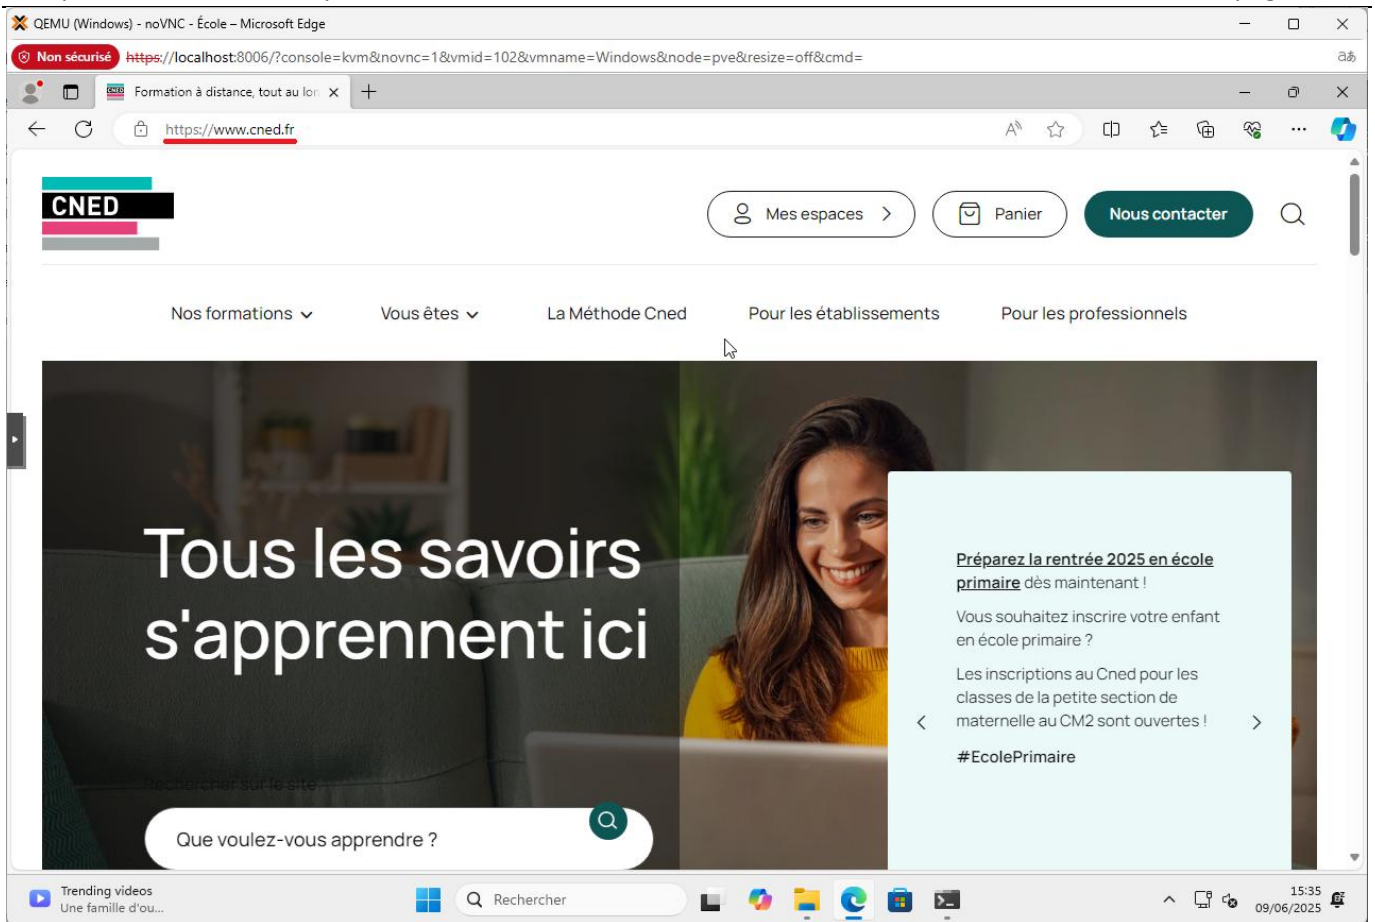 QEMU (Windows) - noVNC - École – Microsoft Edge
Non sécurisé https://localhost:8006/?console=kvm&novnc=1&vmid=102&vmname=Windows&node=pve&resize=off&cmd=
Formation à distance, tout au lon
https://www.cned.fr
CNED
Mes espaces
Panier
Nous contacter
Nos formations
Vous êtes
La Méthode Cned
Pour les établissements
Pour les professionnels
Tous les savoirs
s'apprennent ici
Préparez la rentrée 2025 en école
primaire dès maintenant !
Vous souhaitez inscrire votre enfant
en école primaire ?
Les inscriptions au Cned pour les
classes de la petite section de
maternelle au CM2 sont ouvertes !
#EcolePrimaire
Rechercher sur le site
Que voulez-vous apprendre ?
Trending videos
Une famille d'ou...
Rechercher
15:35
09/06/2025